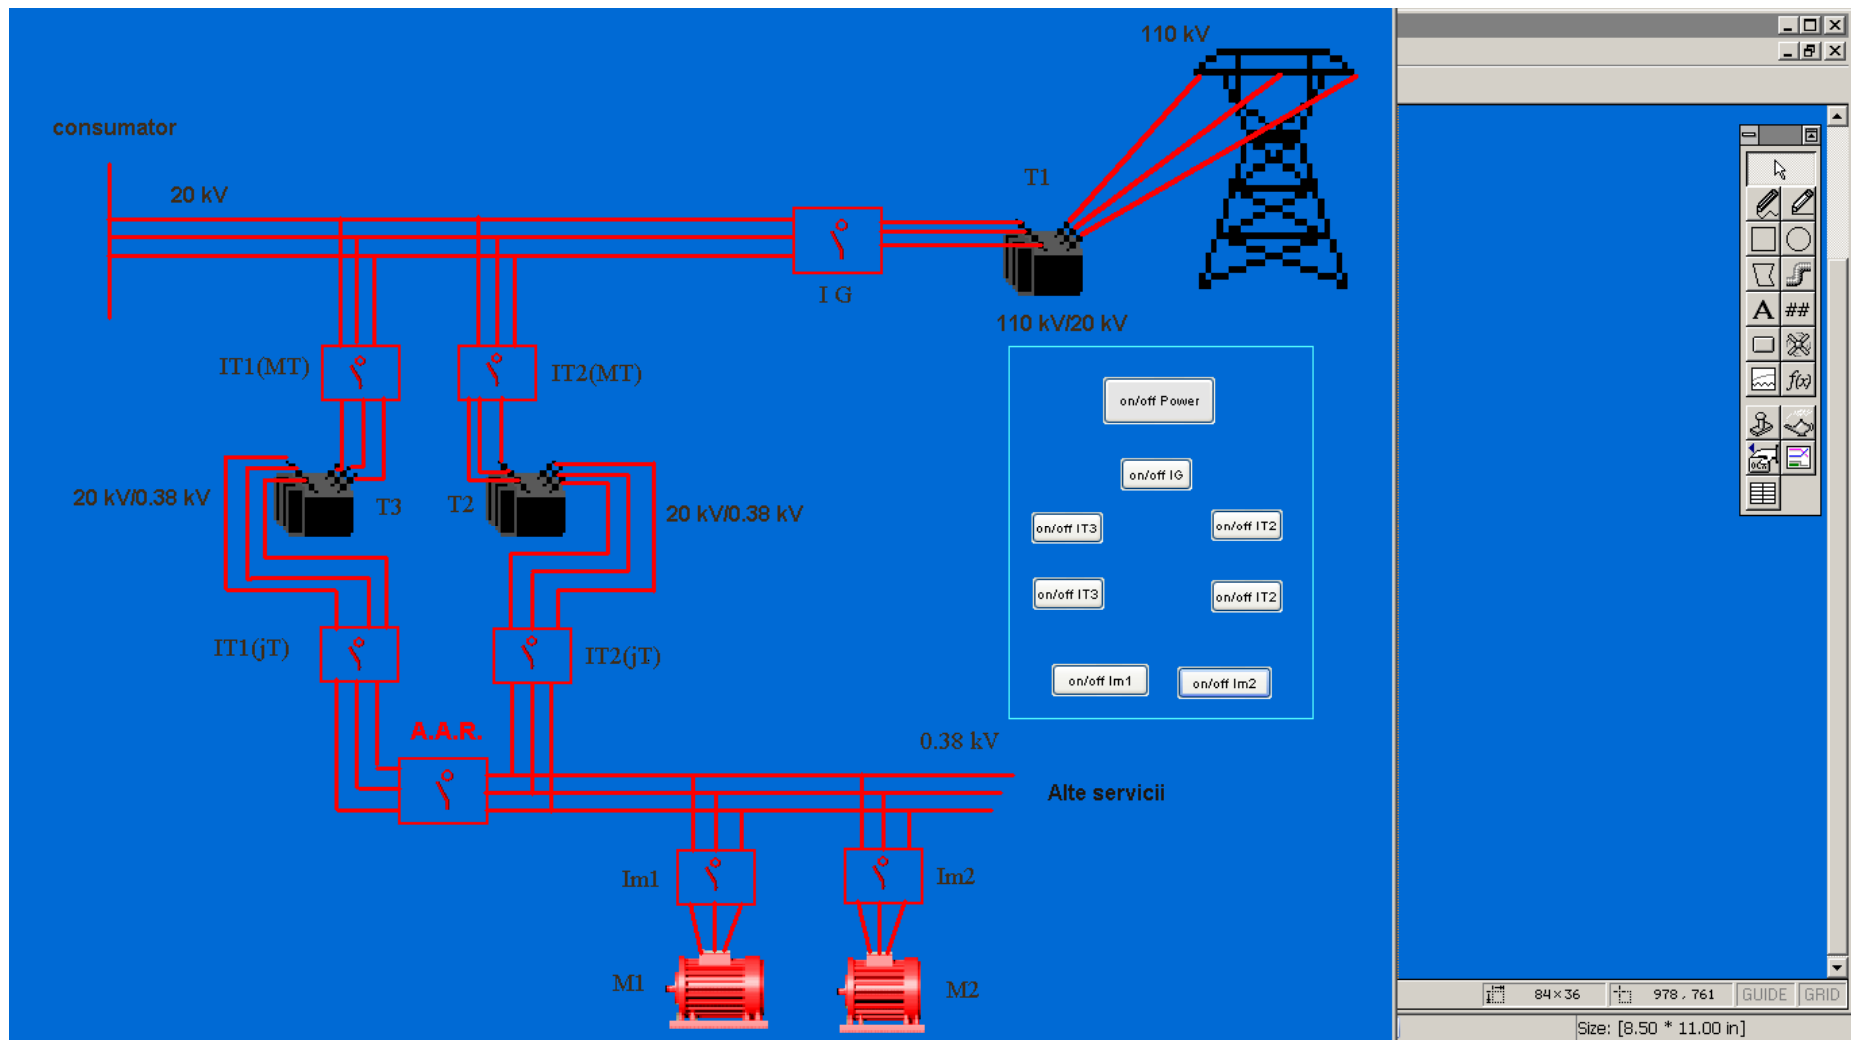 110 kV
consumator
20 kV
T1
I G
110 kV/20 kV
IT1(MT)
IT2(MT)
on/off Power
on/off IG
20 kV/0.38 kV
T3
T2
20 kV/0.38 kV
on/off IT3
on/off IT2
on/off IT3
on/off IT2
IT1(jT)
IT2(jT)
on/off Im1
on/off Im2
A.A.R.
0.38 kV
Alte servicii
Im1
Im2
M1
M2
A
##
f(x)
84×36
978, 761
GUIDE
GRID
Size: [8.50 * 11.00 in]